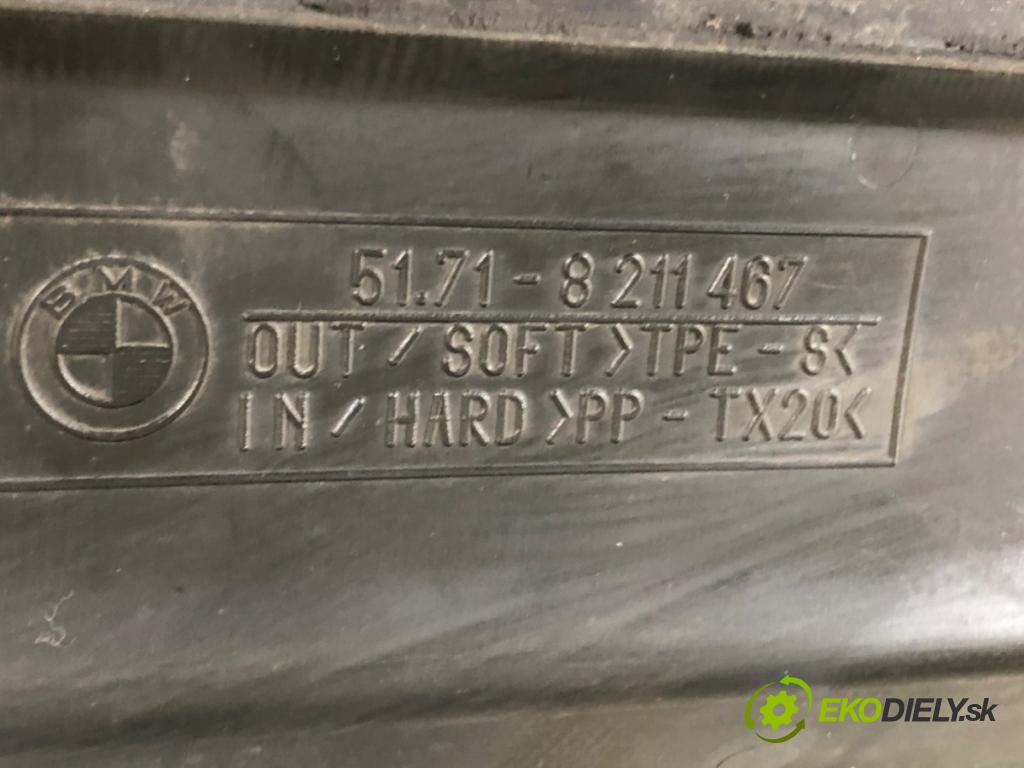 BMW
51.71-8 211 467
OUT / SOFT >TPE - S<
IN / HARD >PP - TX20<
EKODIELY.sk